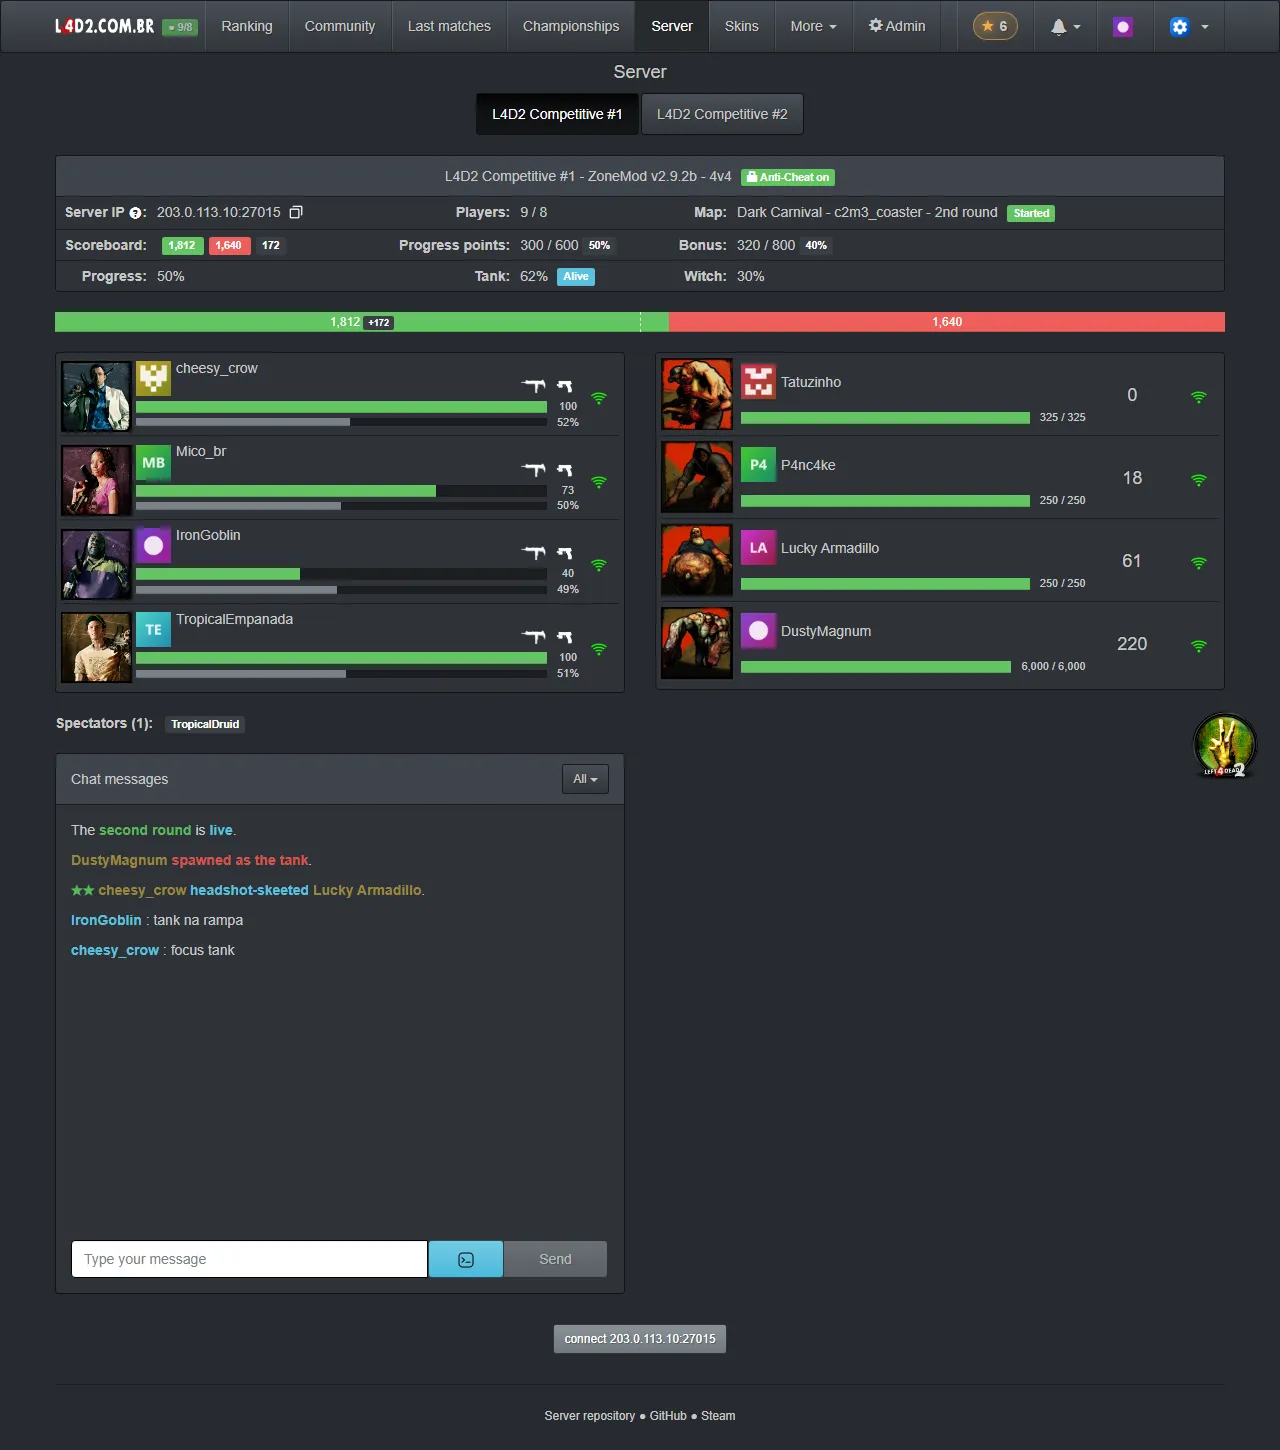 L4D2.COM.BR ● 9/8 Ranking Community Last matches Championships Server Skins More Admin ★ 6
Server
L4D2 Competitive #1 L4D2 Competitive #2
L4D2 Competitive #1 - ZoneMod v2.9.2b - 4v4 Anti-Cheat on
Server IP ?: 203.0.113.10:27015 Players: 9 / 8 Map: Dark Carnival - c2m3_coaster - 2nd round Started
Scoreboard: 1,812 1,640 172 Progress points: 300 / 600 50% Bonus: 320 / 800 40%
Progress: 50% Tank: 62% Alive Witch: 30%
1,812 +172 1,640
cheesy_crow
100
52%
MB Mico_br
73
50%
IronGoblin
40
49%
TE TropicalEmpanada
100
51%
Tatuzinho 0
325 / 325
P4 P4nc4ke 18
250 / 250
LA Lucky Armadillo 61
250 / 250
DustyMagnum 220
6,000 / 6,000
Spectators (1): TropicalDruid
LEFT 4 DEAD 2
Chat messages All
The second round is live.
DustyMagnum spawned as the tank.
★★ cheesy_crow headshot-skeeted Lucky Armadillo.
IronGoblin : tank na rampa
cheesy_crow : focus tank
Type your message Send
connect 203.0.113.10:27015
Server repository ● GitHub ● Steam